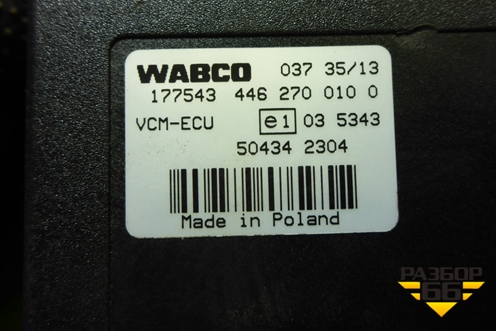 WABCO 037 35/13
177543 446 270 010 0
VCM-ECU e1 03 5343
50434 2304
Made in Poland
РАЗБОР
66